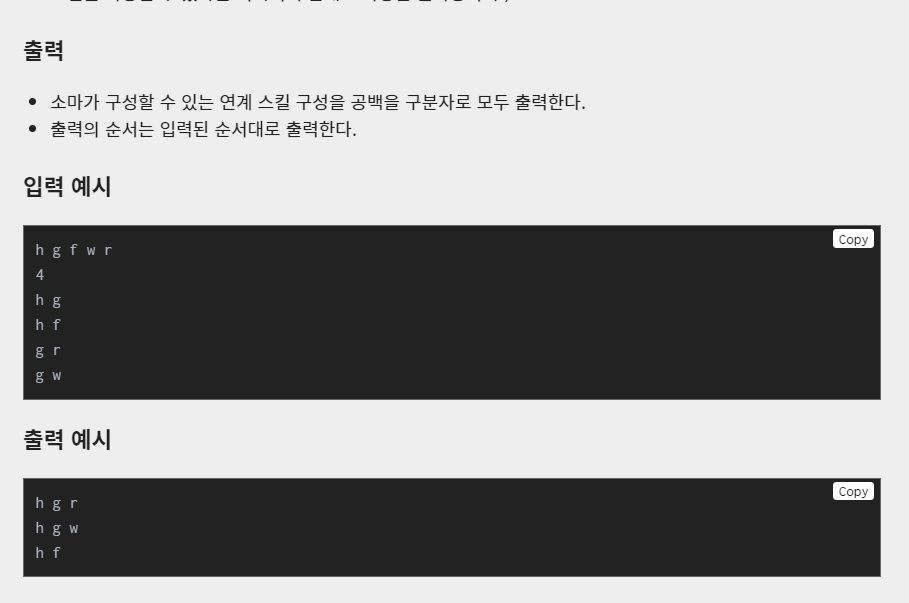 출력
소마가 구성할 수 있는 연계 스킬 구성을 공백을 구분자로 모두 출력한다.
출력의 순서는 입력된 순서대로 출력한다.
입력 예시
Copy
h g f w r
4
h g
h f
g r
g w
출력 예시
Copy
h g r
h g w
h f